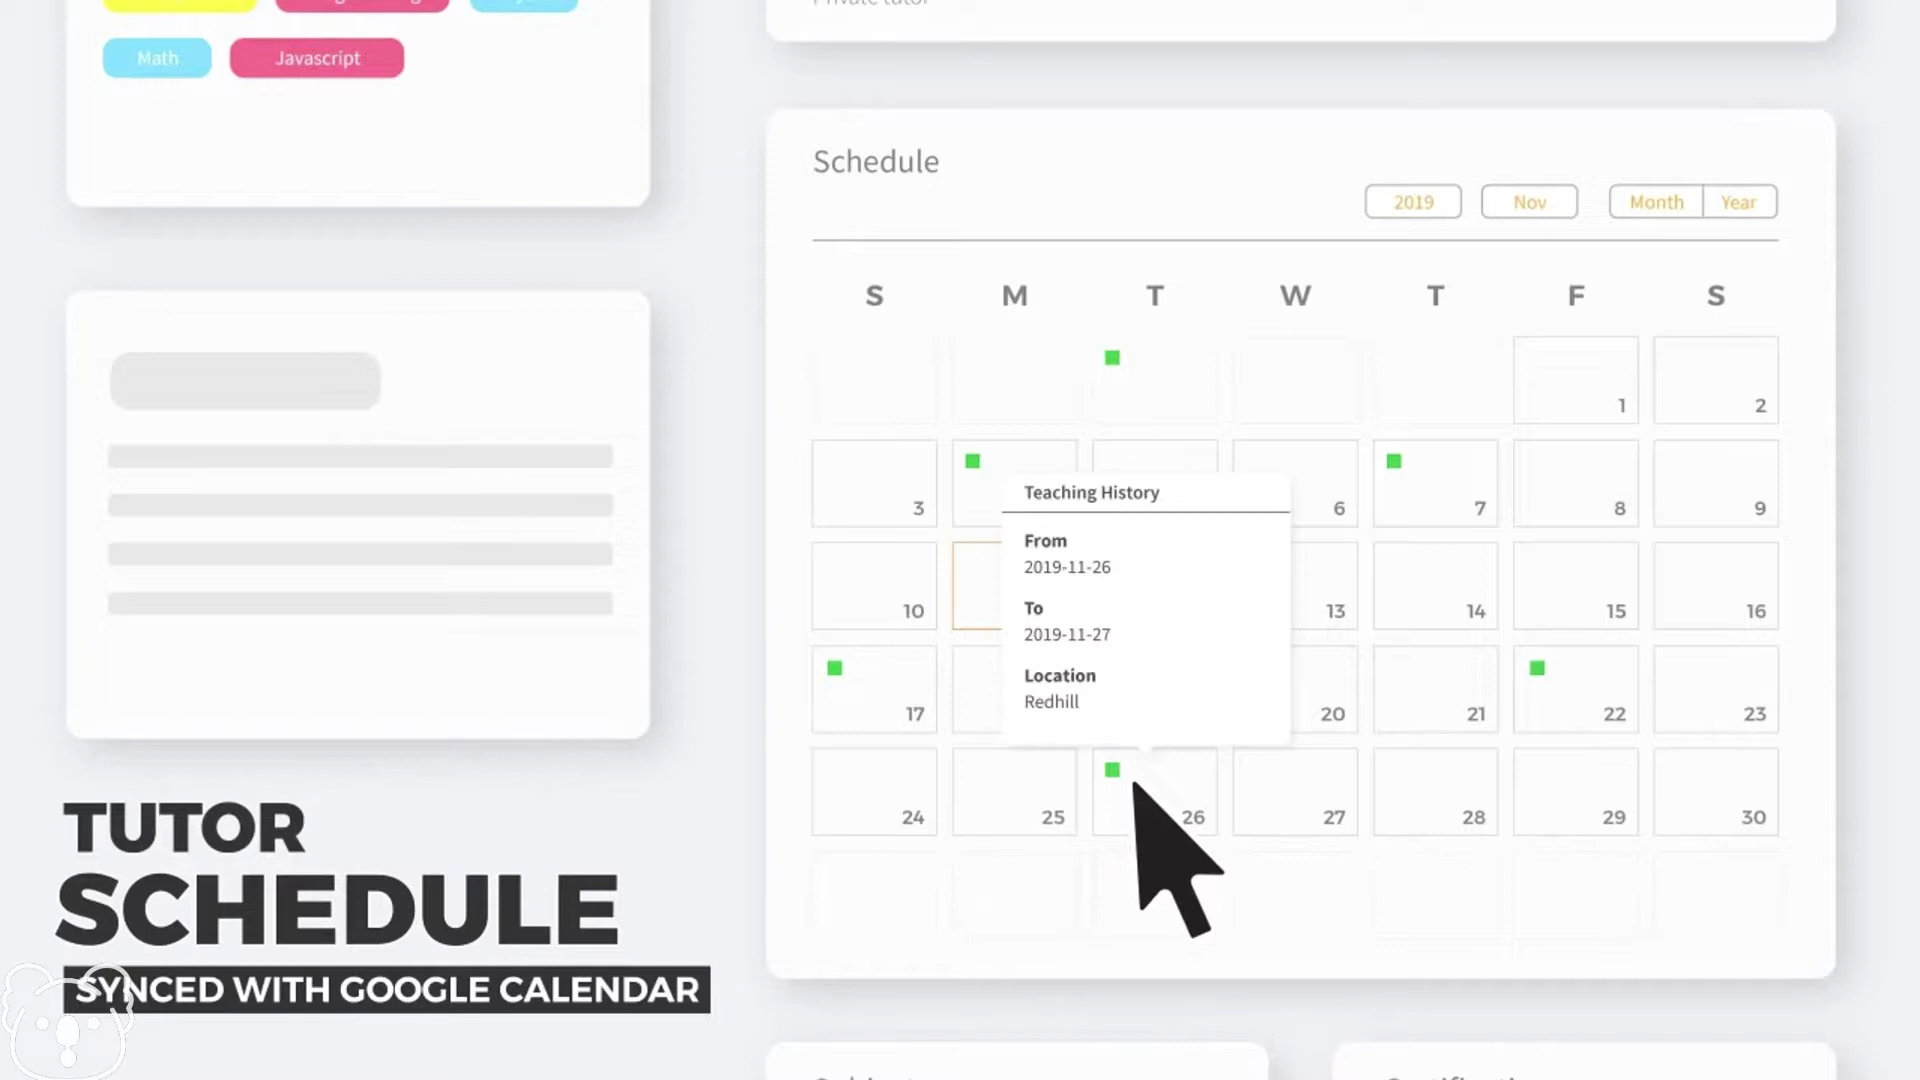 Private tutor
Math
Javascript
Schedule
2019
Nov
Month
Year
S M T W T F S
1 2
3 6 7 8 9
Teaching History
From
2019-11-26
To
2019-11-27
Location
Redhill
10 13 14 15 16
17 20 21 22 23
24 25 26 27 28 29 30
TUTOR
SCHEDULE
SYNCED WITH GOOGLE CALENDAR